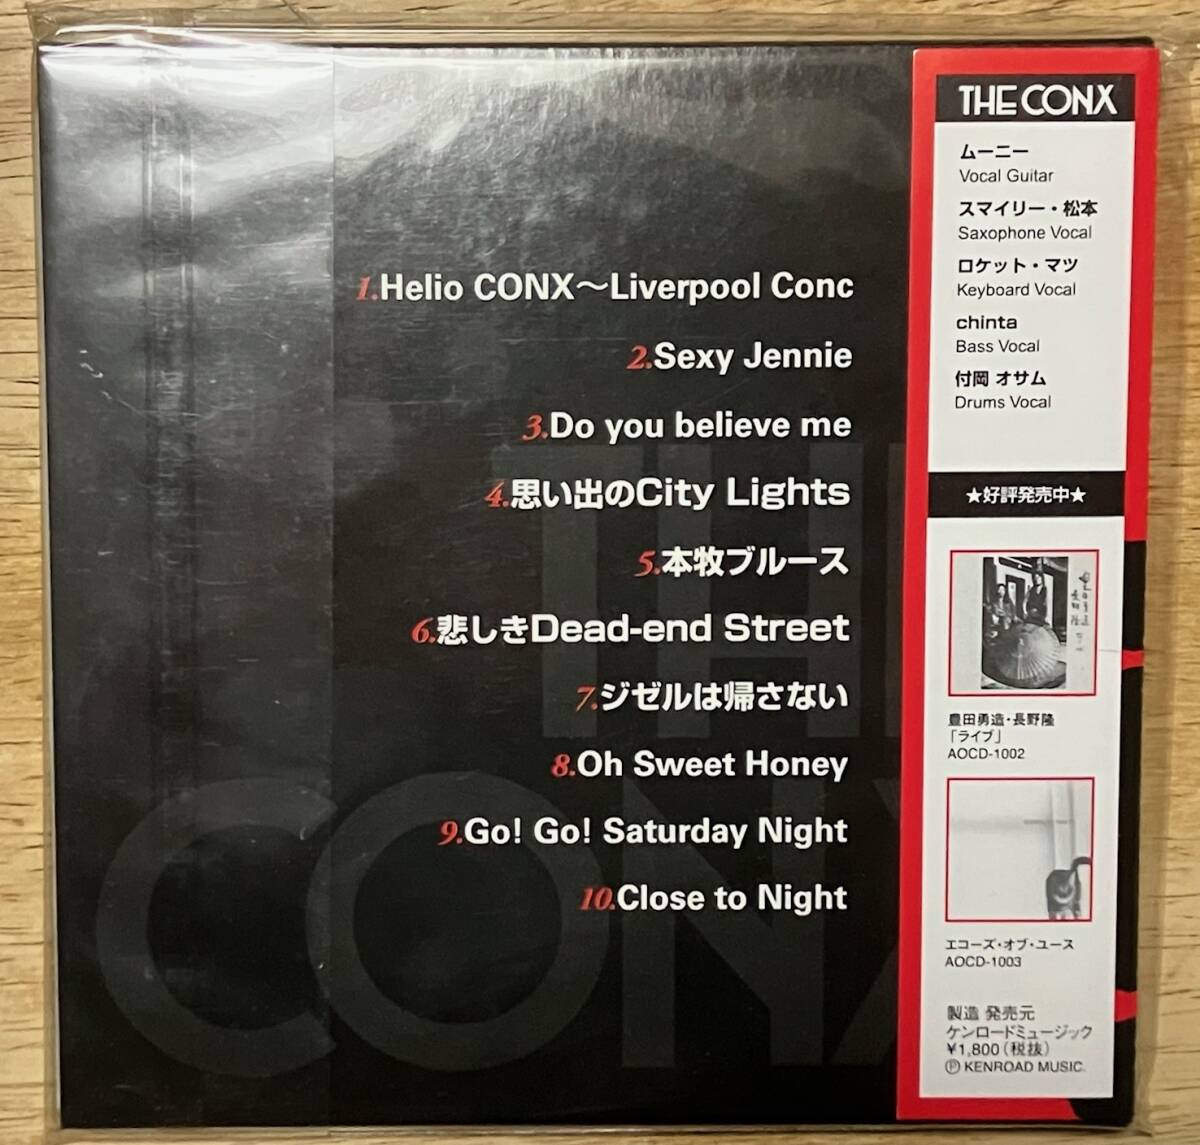 1.Helio CONX～Liverpool Conc
2.Sexy Jennie
3.Do you believe me
4.思い出のCity Lights
5.本牧ブルース
6.悲しきDead-end Street
7.ジゼルは帰さない
8.Oh Sweet Honey
9.Go! Go! Saturday Night
10.Close to Night
THE CONX
THE CONX
ムーニー
Vocal Guitar
スマイリー・松本
Saxophone Vocal
ロケット・マツ
Keyboard Vocal
chinta
Bass Vocal
付岡 オサム
Drums Vocal
★好評発売中★
豊田勇造・長野隆
「ライブ」
AOCD-1002
エコーズ・オブ・ユース
AOCD-1003
製造 発売元
ケンロードミュージック
¥1,800（税抜）
Ⓟ KENROAD MUSIC.